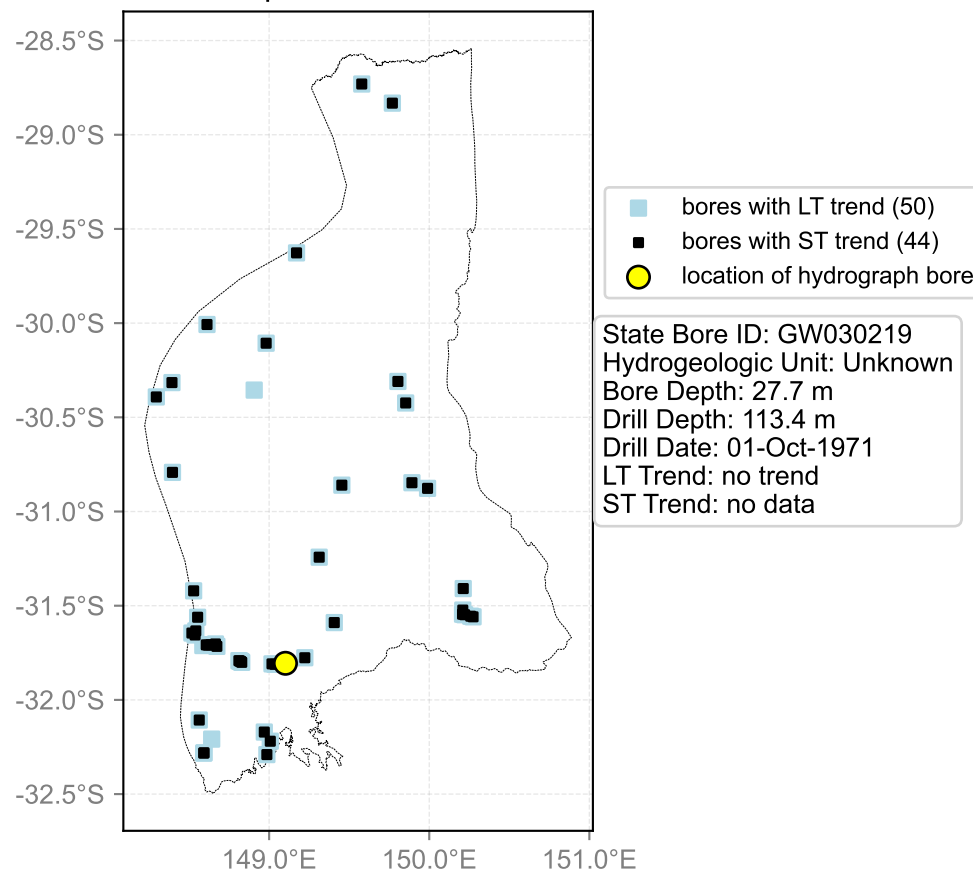 -28.5°S
-29.0°S
-29.5°S
-30.0°S
-30.5°S
-31.0°S
-31.5°S
-32.0°S
-32.5°S
149.0°E
150.0°E
151.0°E
bores with LT trend (50)
bores with ST trend (44)
location of hydrograph bore
State Bore ID: GW030219
Hydrogeologic Unit: Unknown
Bore Depth: 27.7 m
Drill Depth: 113.4 m
Drill Date: 01-Oct-1971
LT Trend: no trend
ST Trend: no data